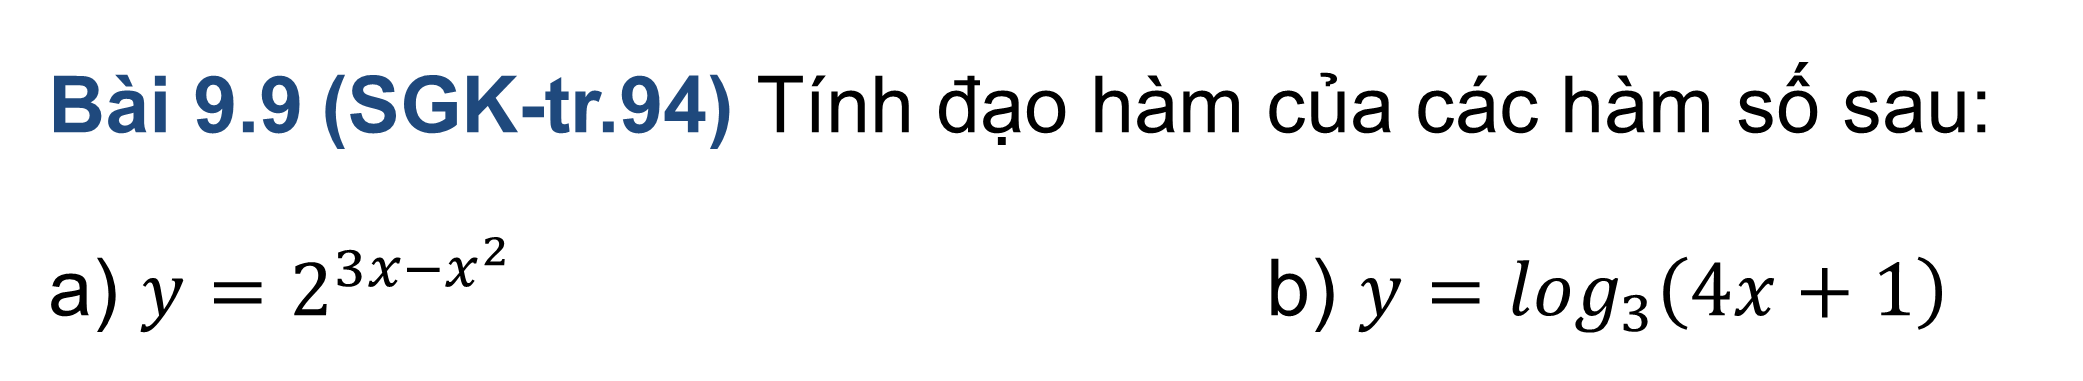 Bài 9.9 (SGK-tr.94) Tính đạo hàm của các hàm số sau:
a) y = 2^{3x−x^2} b) y = log_3(4x + 1)